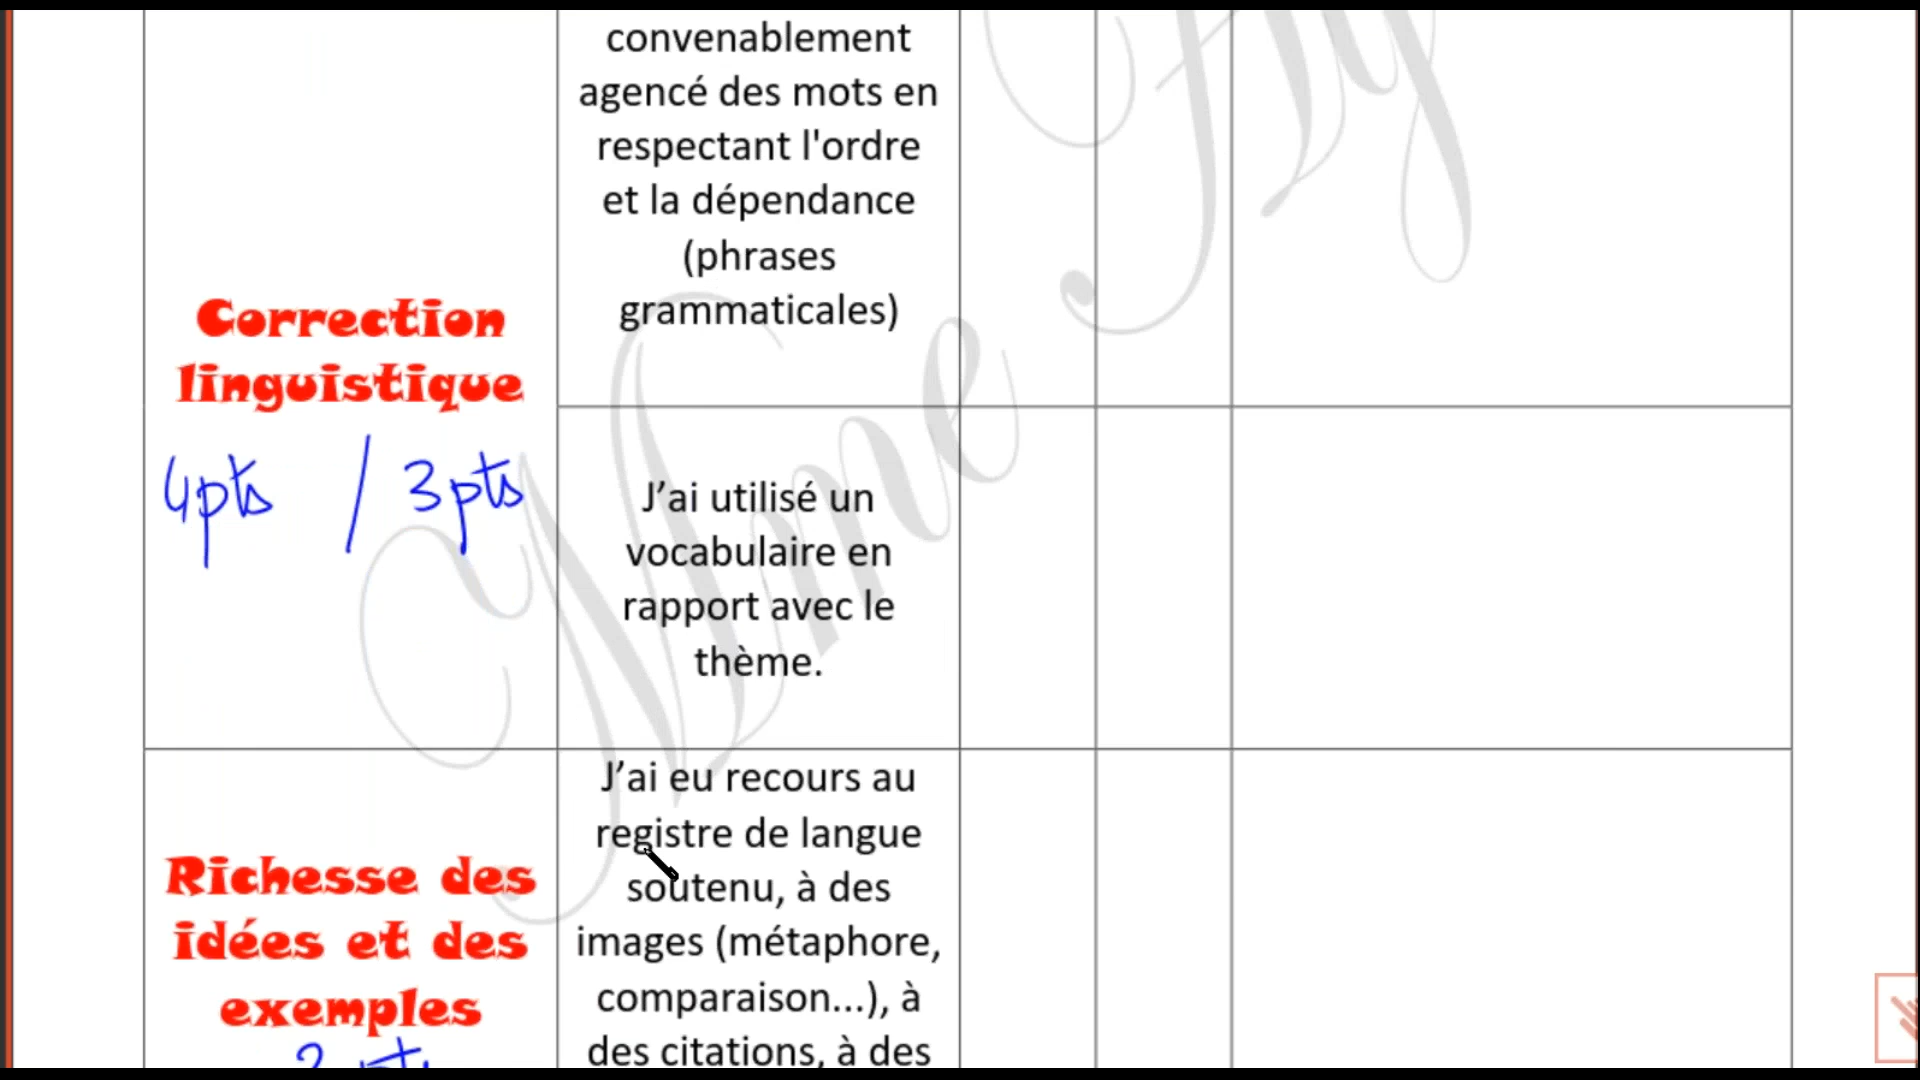 convenablement
agencé des mots en
respectant l'ordre
et la dépendance
(phrases
grammaticales)
Correction
linguistique
4pts / 3pts
J’ai utilisé un
vocabulaire en
rapport avec le
thème.
J’ai eu recours au
registre de langue
soutenu, à des
images (métaphore,
comparaison...), à
des citations, à des
Richesse des
idées et des
exemples
Mme Hy